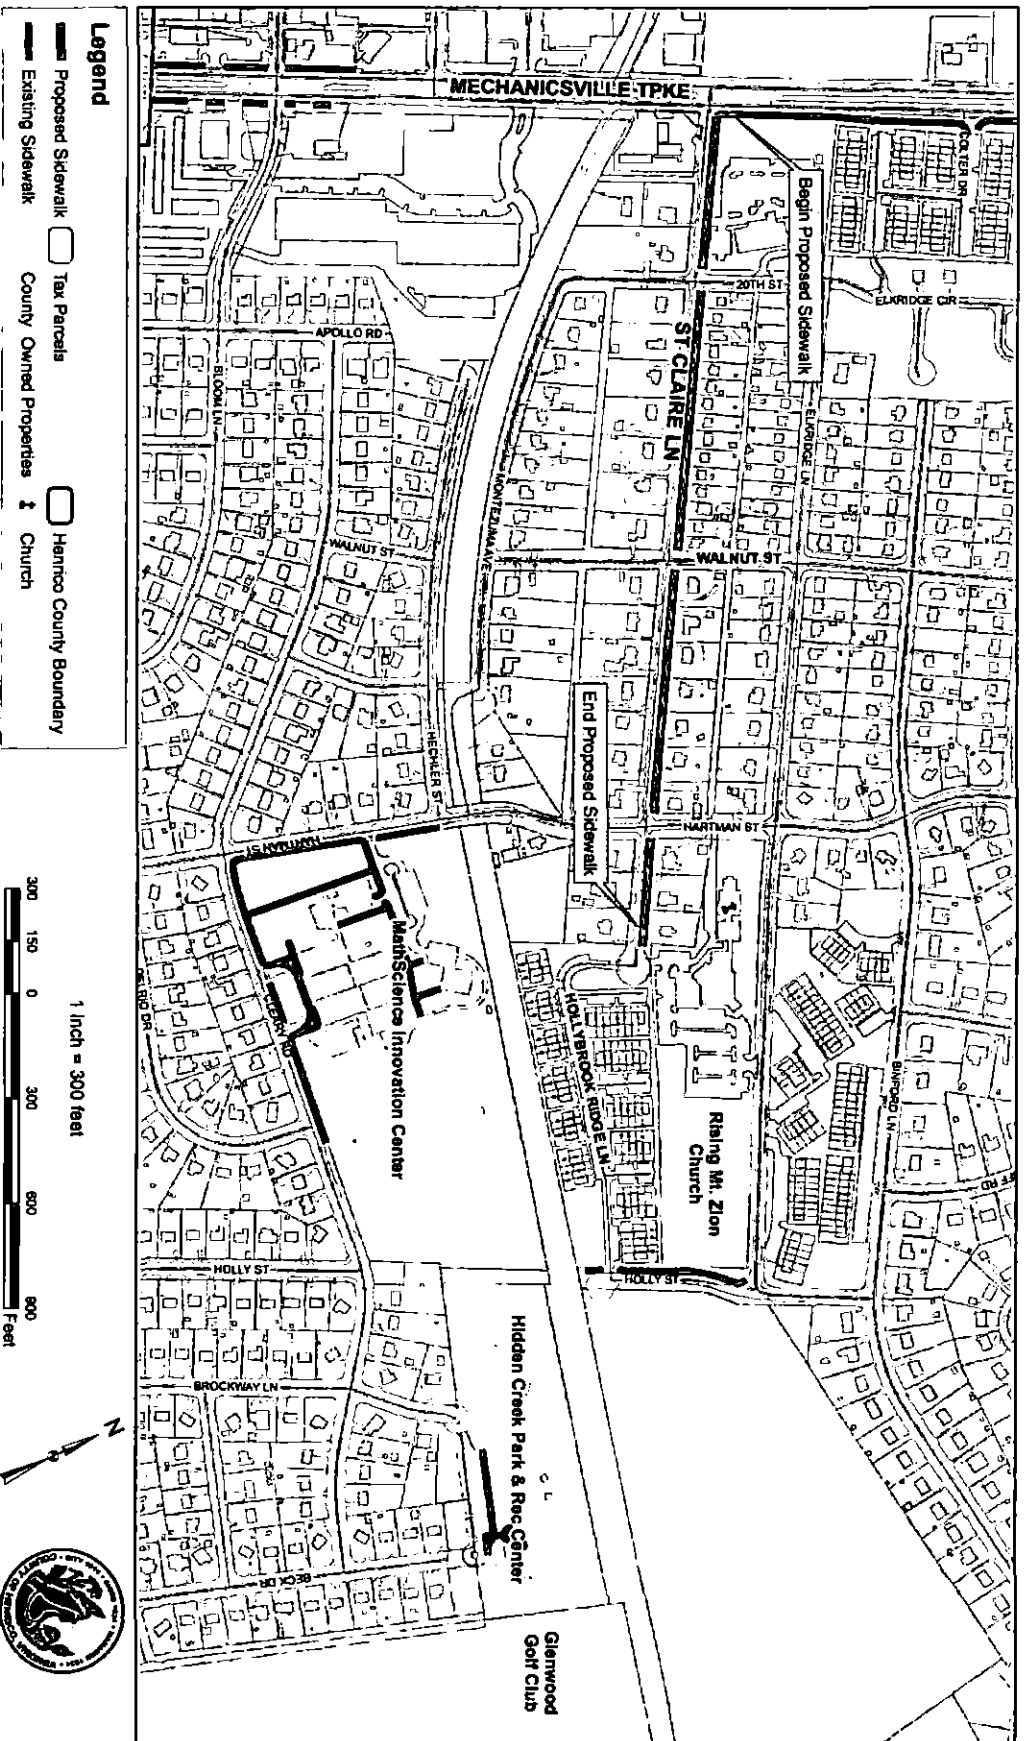 MECHANICSVILLE TPKE
COLTER DR
Begin Proposed Sidewalk
20TH ST
ELKRIDGE CIR
ST CLAIRE LN
ELKRIDGE LN
APOLLO RD
BLOOM LN
WALNUT ST
WALNUT ST
HECHLER ST
End Proposed Sidewalk
HARTMAN ST
HARTMAN ST
MathScience Innovation Center
CLEARY RD
HOLLYBROOK RIDGE LN
Rising Mt. Zion
Church
BINFORD LN
HOLLY ST
HOLLY ST
BROCKWAY LN
Hidden Creek Park & Rec Center
BECK DR
Glenwood
Golf Club
Legend
Proposed Sidewalk
Tax Parcels
Henrico County Boundary
Existing Sidewalk
County Owned Properties
Church
1 inch = 300 feet
300 150 0 300 600 900
Feet
N